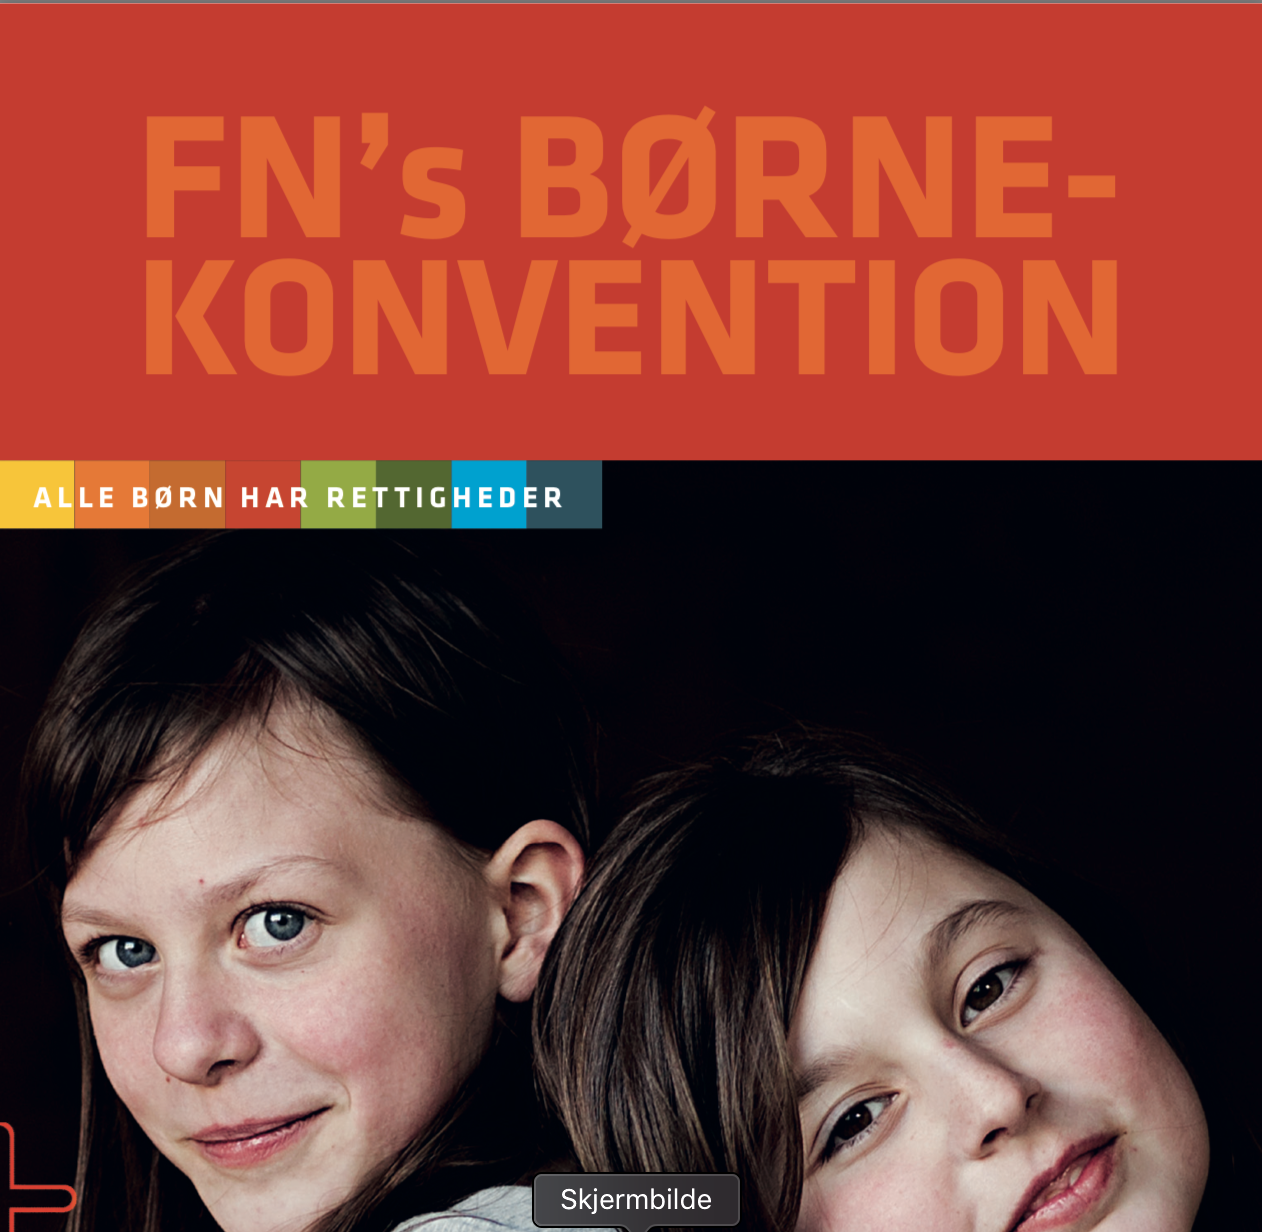 FN's BØRNE-
KONVENTION
ALLE BØRN HAR RETTIGHEDER
Skjermbilde